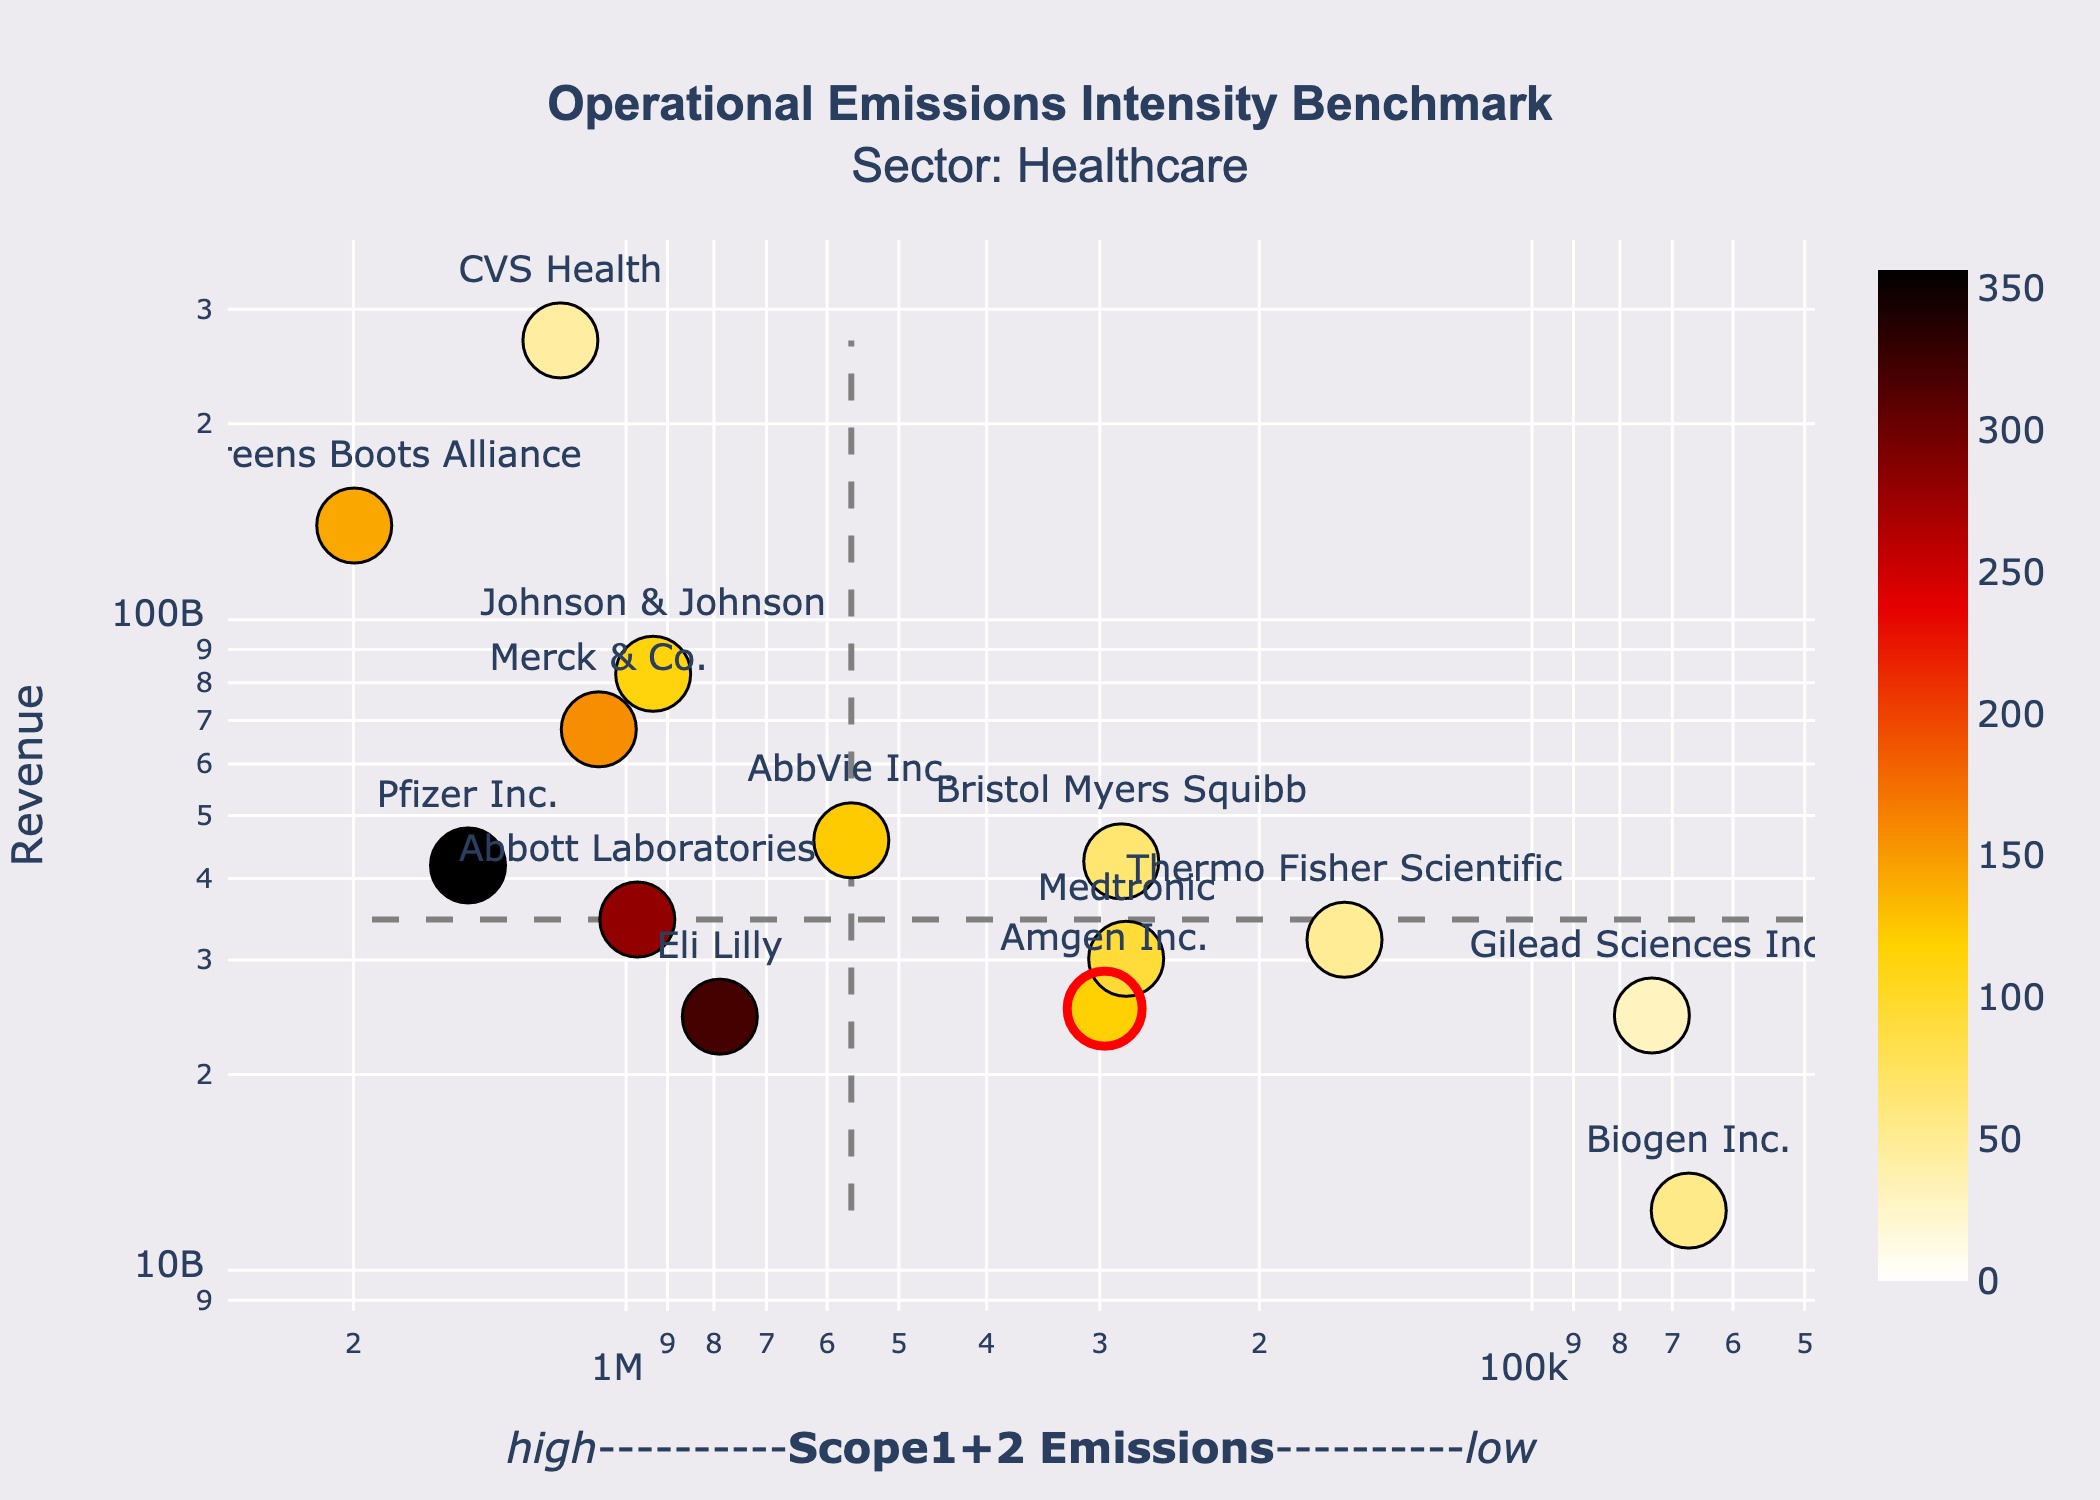 Operational Emissions Intensity Benchmark
Sector: Healthcare
CVS Health
reens Boots Alliance
Johnson & Johnson
Merck & Co.
AbbVie Inc.
Pfizer Inc.
Bristol Myers Squibb
Abbott Laboratories
Thermo Fisher Scientific
Medtronic
Amgen Inc.
Eli Lilly
Gilead Sciences Inc
Biogen Inc.
Revenue
3
2
100B
9
8
7
6
5
4
3
2
10B
9
2
1M
9
8
7
6
5
4
3
2
100k
9
8
7
6
5
high----------Scope1+2 Emissions----------low
350
300
250
200
150
100
50
0